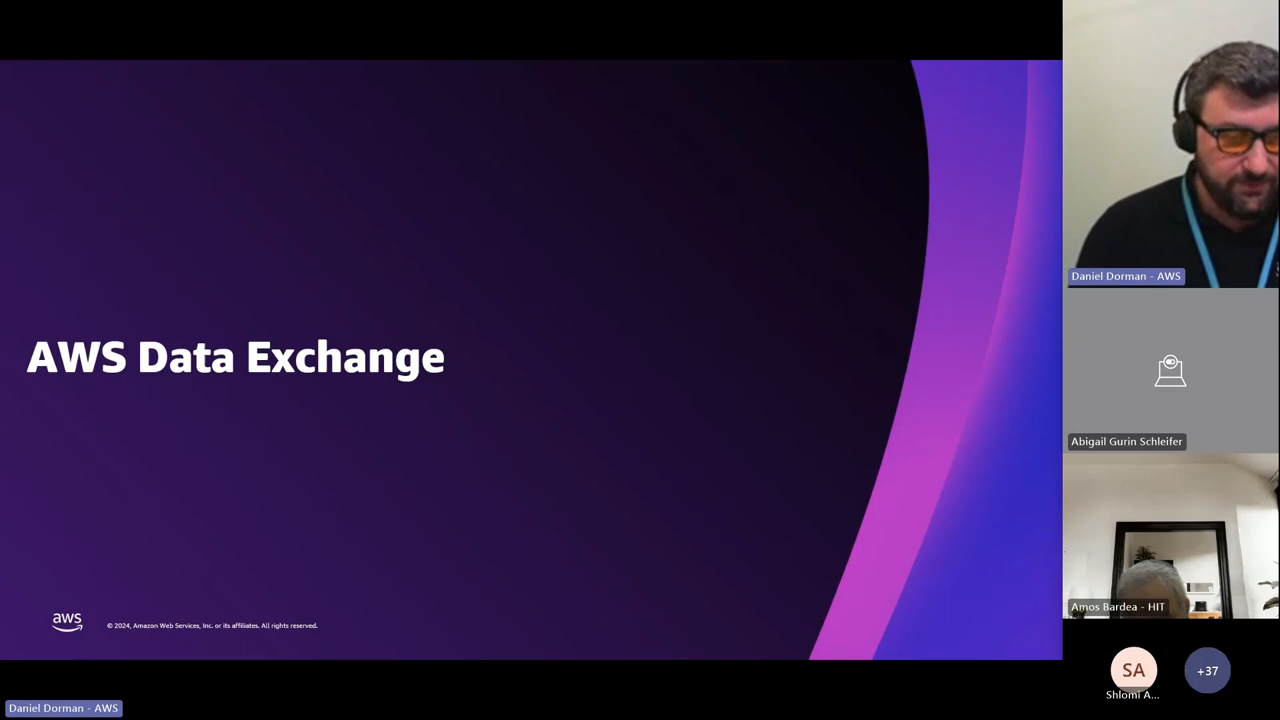 AWS Data Exchange
aws
© 2024, Amazon Web Services, Inc. or its affiliates. All rights reserved.
Daniel Dorman - AWS
Daniel Dorman - AWS
Abigail Gurin Schleifer
Amos Bardea - HIT
SA
Shlomi A...
+37